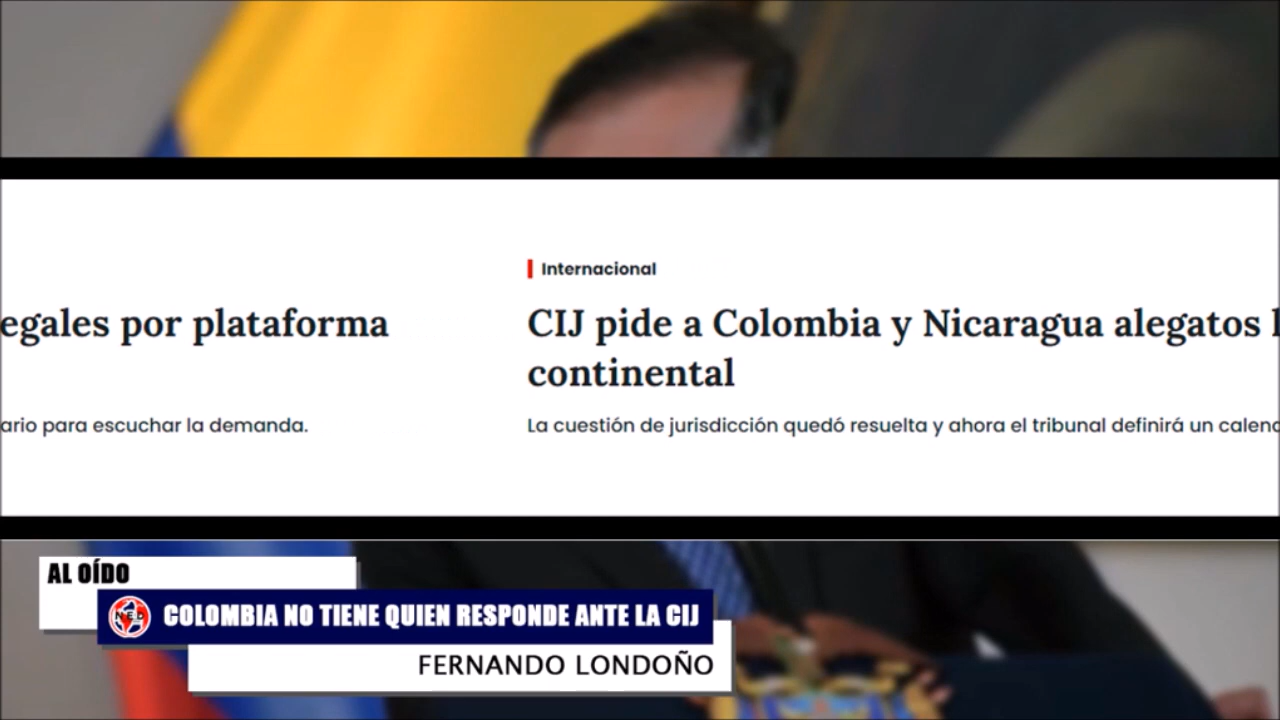 Internacional
egales por plataforma
CIJ pide a Colombia y Nicaragua alegatos
continental
ario para escuchar la demanda.
La cuestión de jurisdicción quedó resuelta y ahora el tribunal definirá un calend
AL OÍDO
COLOMBIA NO TIENE QUIEN RESPONDE ANTE LA CIJ
FERNANDO LONDOÑO